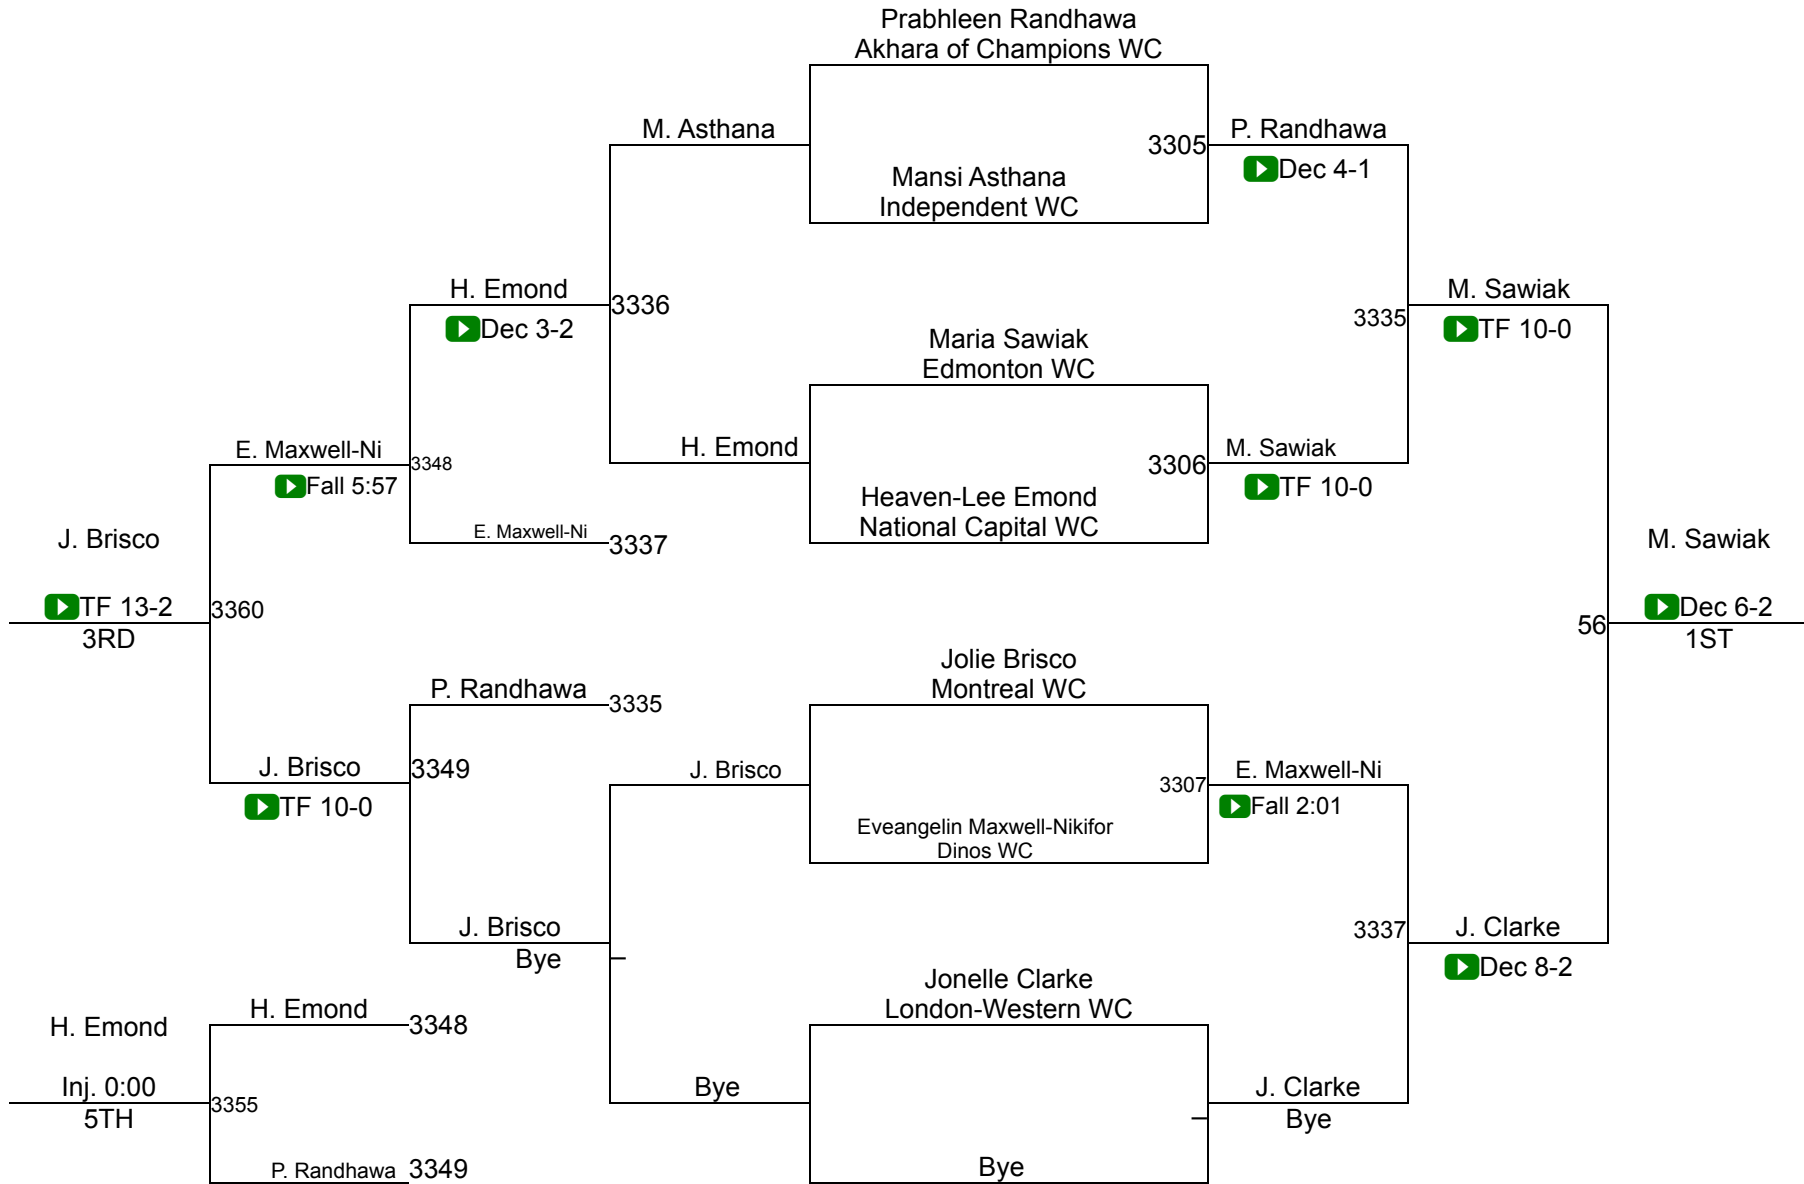 Prabhleen Randhawa
Akhara of Champions WC
M. Asthana
3305
P. Randhawa
Dec 4-1
Mansi Asthana
Independent WC
H. Emond
3336
Dec 3-2
M. Sawiak
3335
TF 10-0
Maria Sawiak
Edmonton WC
E. Maxwell-Ni
3348
Fall 5:57
H. Emond
3306
M. Sawiak
TF 10-0
Heaven-Lee Emond
National Capital WC
E. Maxwell-Ni
3337
J. Brisco
TF 13-2
3RD
3360
M. Sawiak
56
Dec 6-2
1ST
Jolie Brisco
Montreal WC
P. Randhawa
3335
J. Brisco
3349
TF 10-0
J. Brisco
3307
E. Maxwell-Ni
Fall 2:01
Eveangelin Maxwell-Nikifor
Dinos WC
J. Brisco
Bye
3337
J. Clarke
Dec 8-2
Jonelle Clarke
London-Western WC
H. Emond
3348
H. Emond
Inj. 0:00
5TH
3355
Bye
J. Clarke
Bye
P. Randhawa
3349
Bye